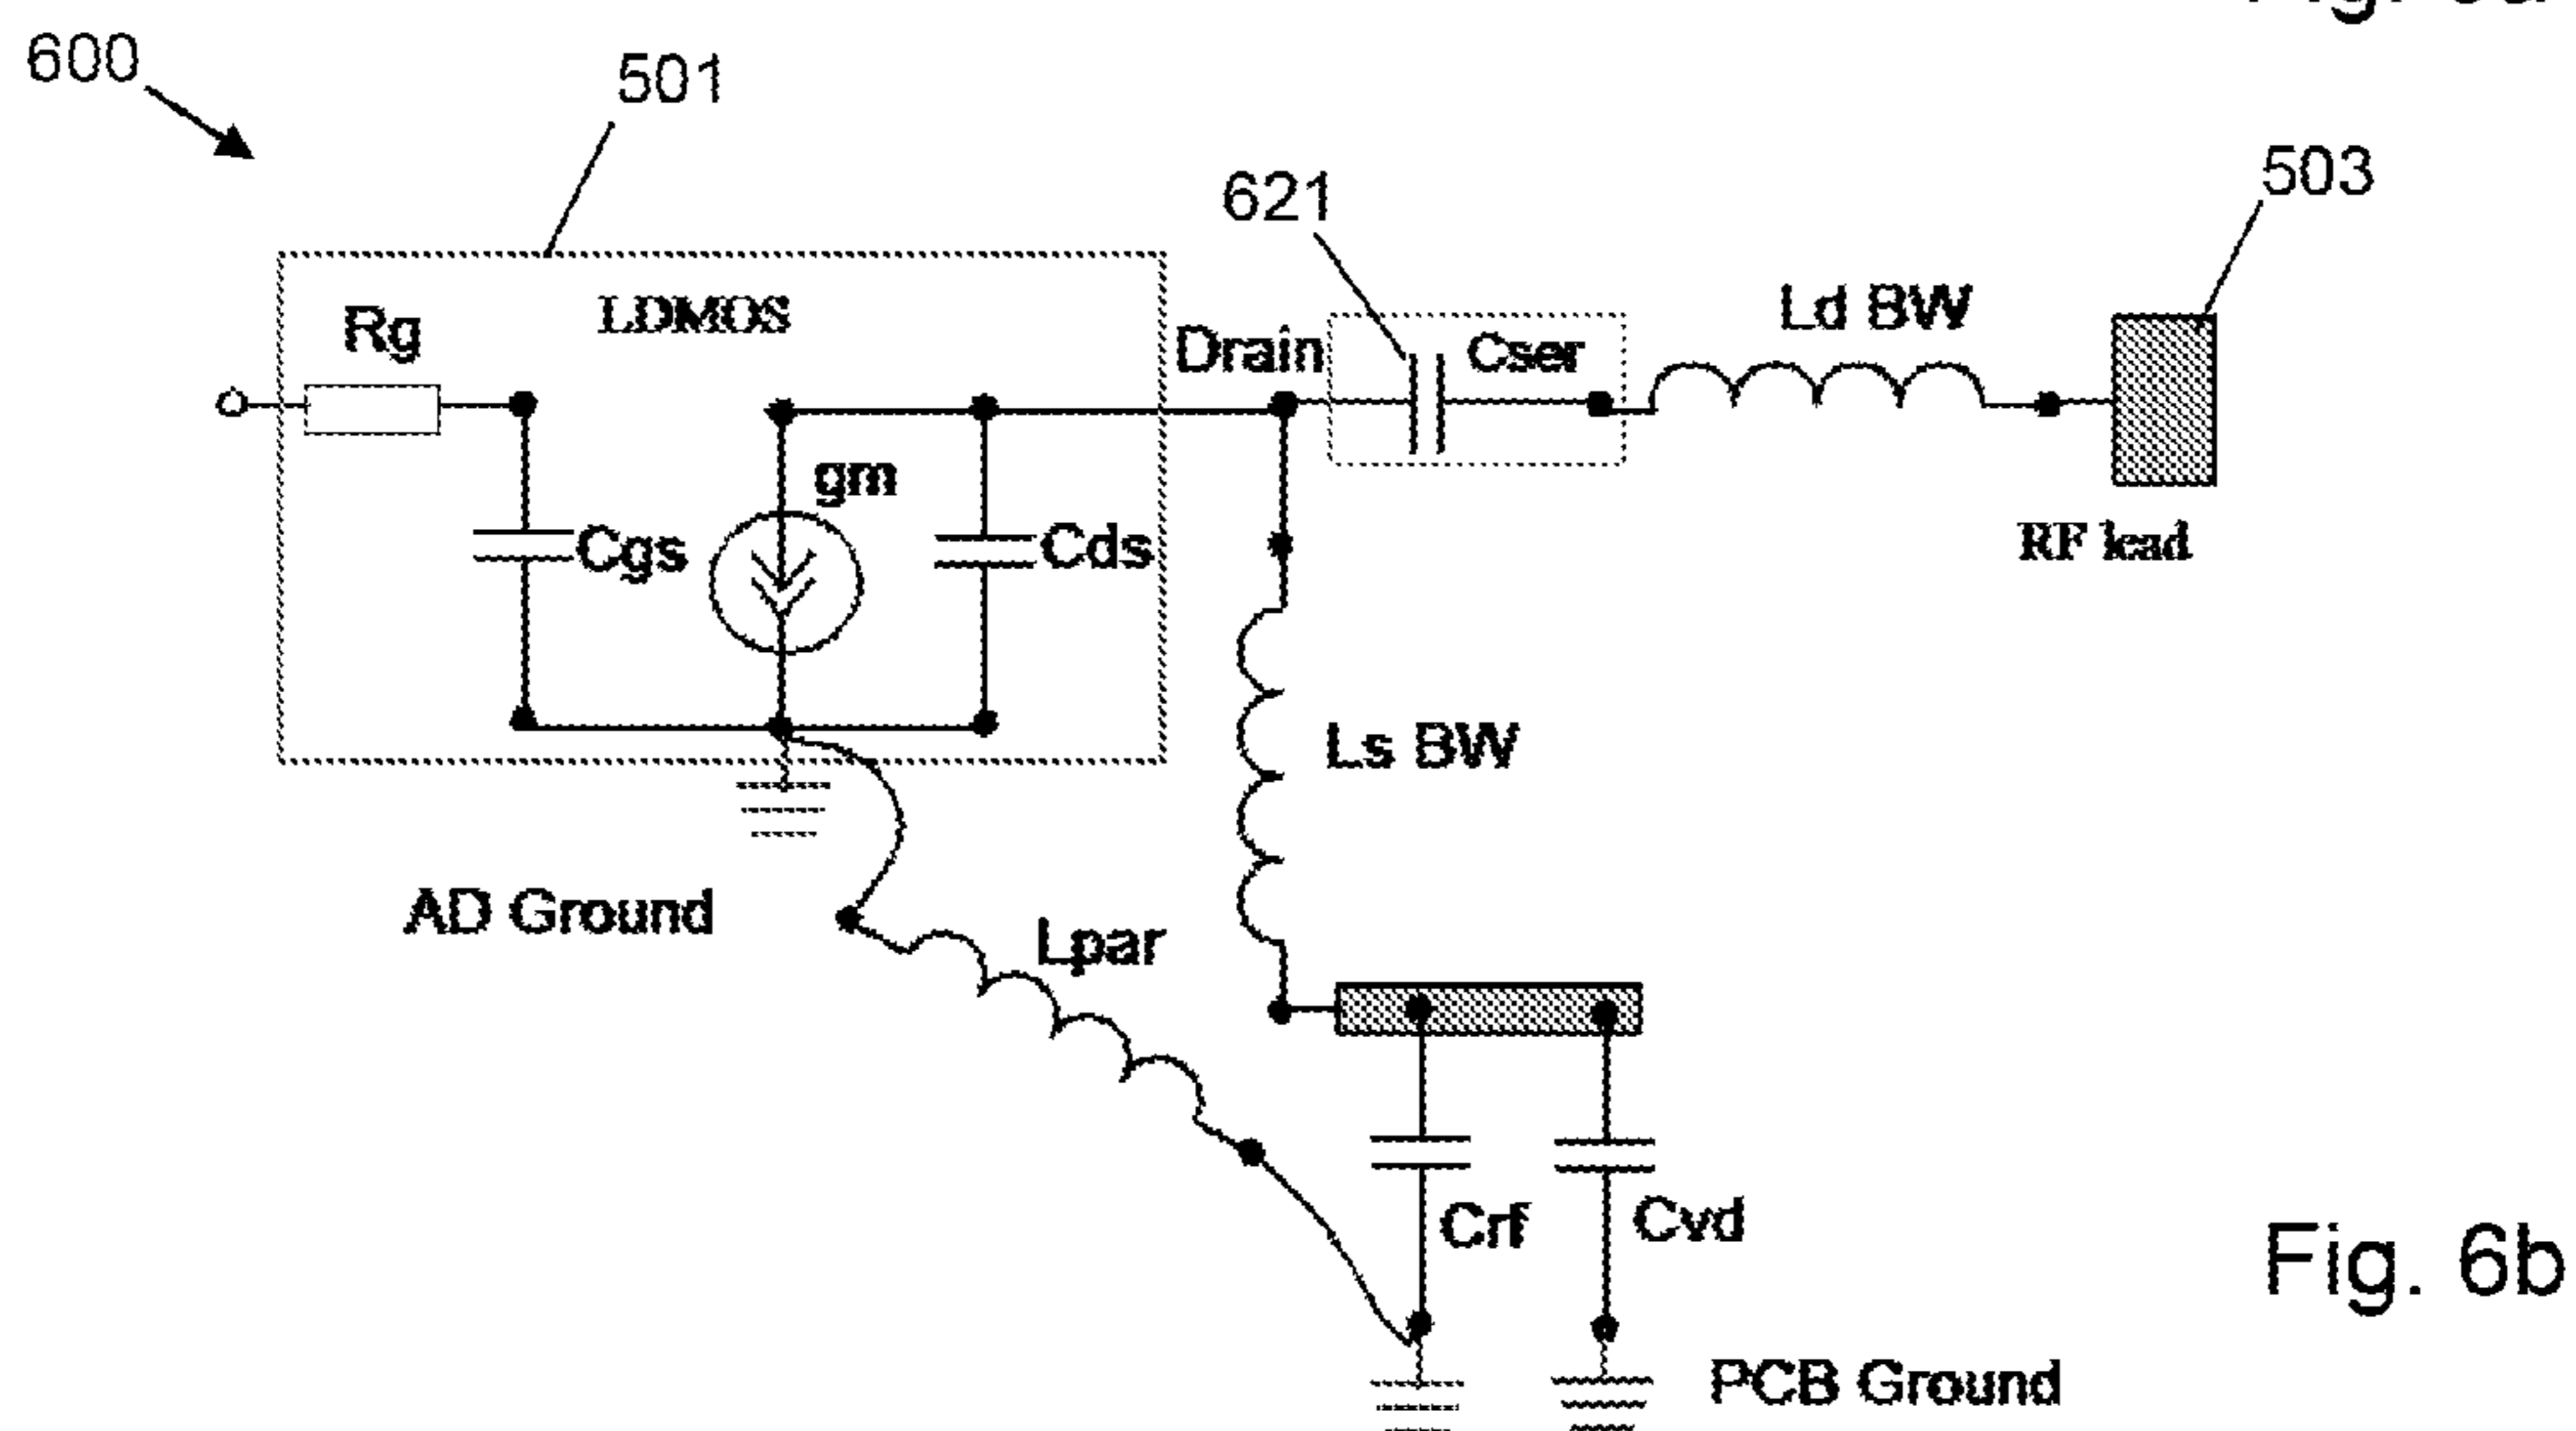 600
501
621
503
LDMOS
Rg
Drain
Cser
Ld BW
gm
Cgs
Cds
RF lead
Ls BW
AD Ground
Lpar
Crf
Cvd
PCB Ground
Fig. 6b